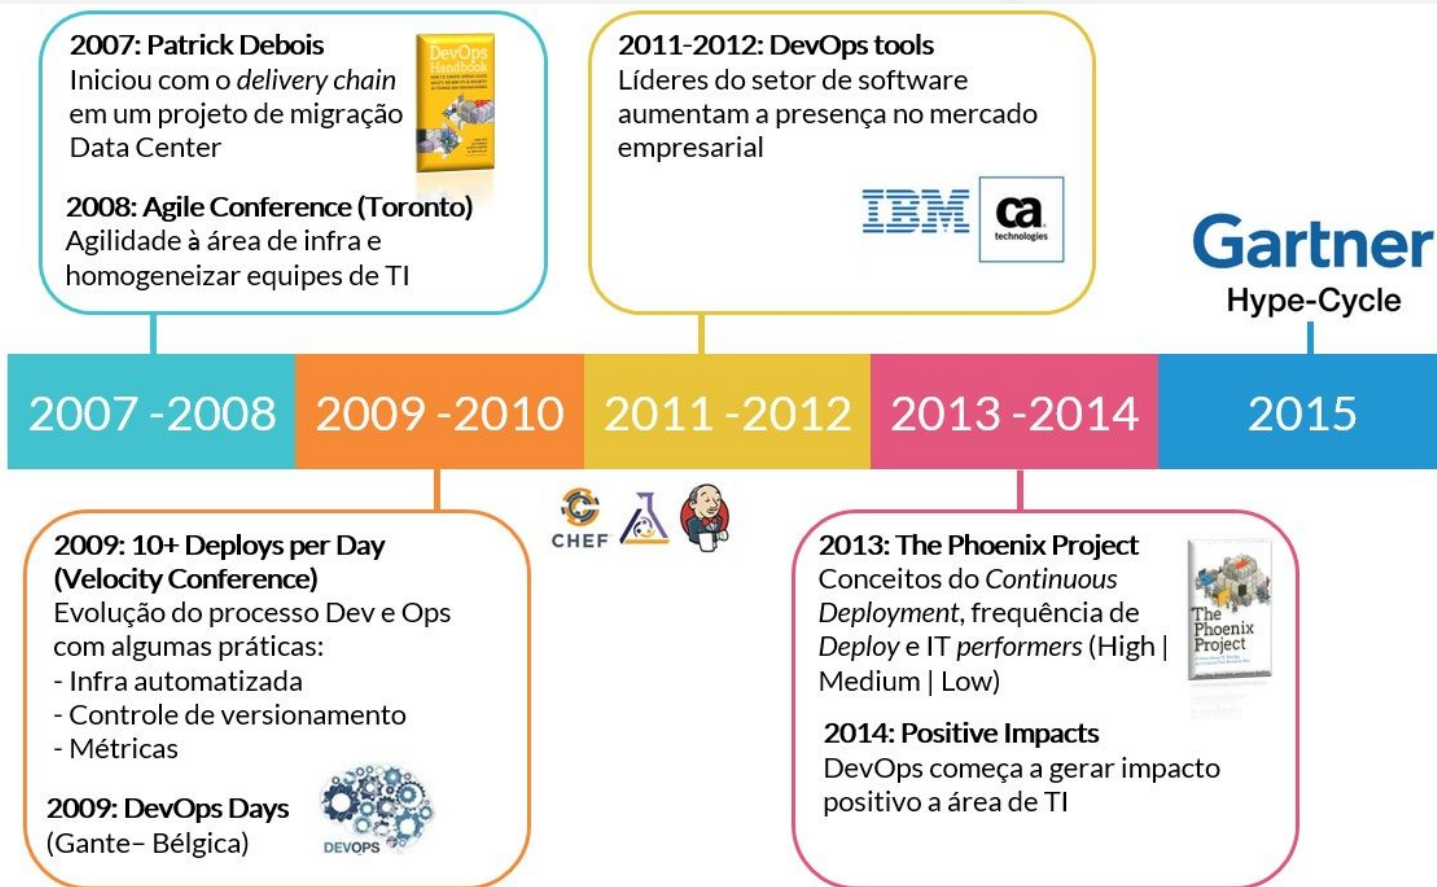 2007: Patrick Debois
Iniciou com o delivery chain
em um projeto de migração
Data Center
DevOps
Handbook
2008: Agile Conference (Toronto)
Agilidade à área de infra e
homogeneizar equipes de TI
2011-2012: DevOps tools
Líderes do setor de software
aumentam a presença no mercado
empresarial
IBM
ca
technologies
Gartner
Hype-Cycle
2007 -2008
2009 -2010
2011 -2012
2013 -2014
2015
2009: 10+ Deploys per Day
(Velocity Conference)
Evolução do processo Dev e Ops
com algumas práticas:
- Infra automatizada
- Controle de versionamento
- Métricas
2009: DevOps Days
(Gante– Bélgica)
DEVOPS
CHEF
2013: The Phoenix Project
Conceitos do Continuous
Deployment, frequência de
Deploy e IT performers (High |
Medium | Low)
The
Phoenix
Project
2014: Positive Impacts
DevOps começa a gerar impacto
positivo a área de TI